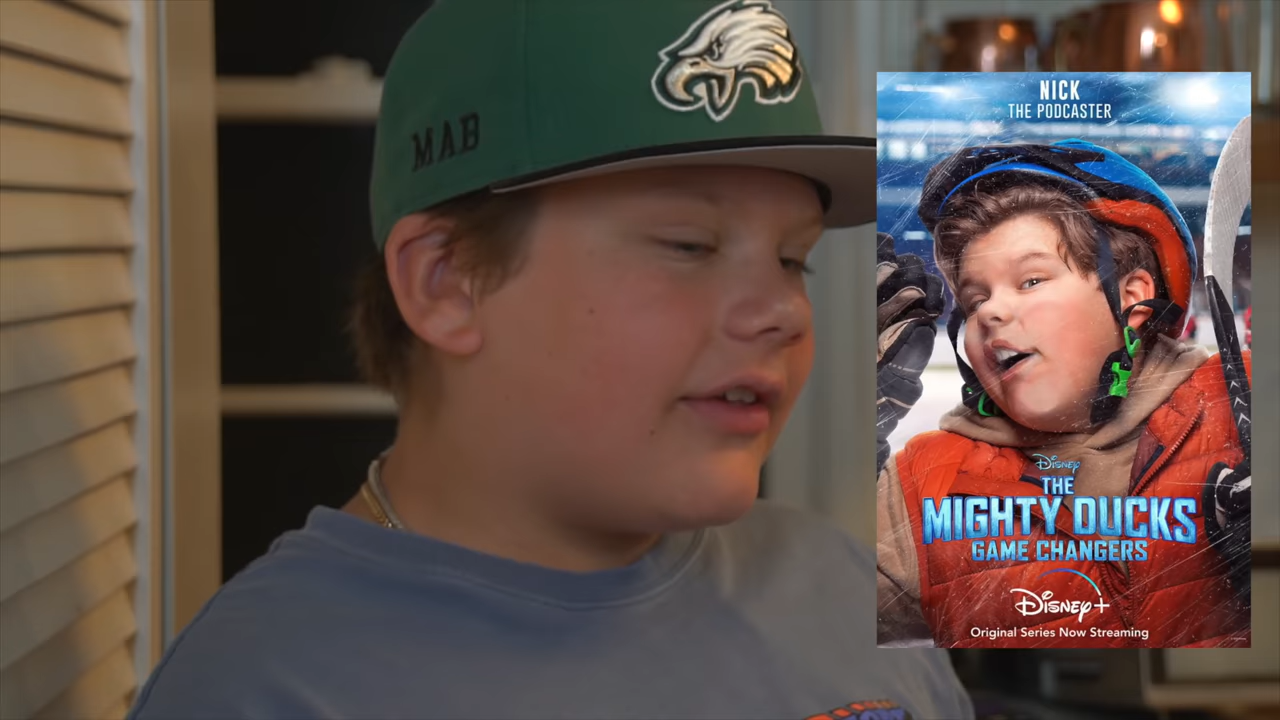 MAB
NICK
THE PODCASTER
Disney
THE
MIGHTY DUCKS
GAME CHANGERS
Disney+
Original Series Now Streaming